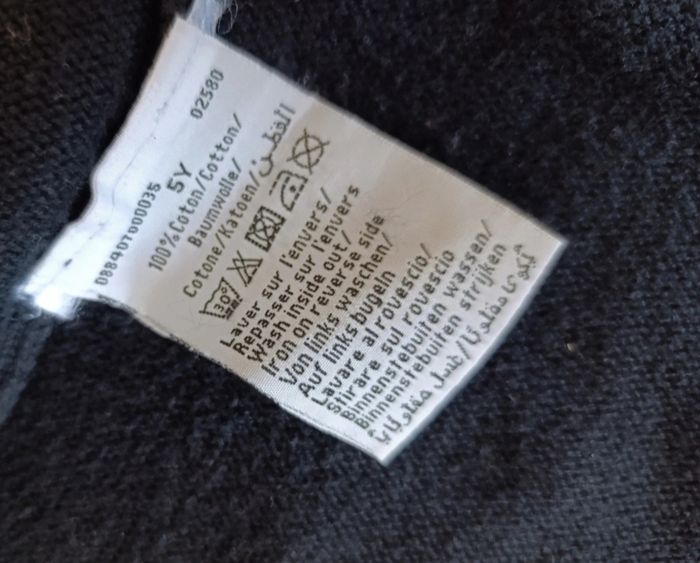 08840T000035 02580
5Y
100%Coton/Cotton/
Baumwolle/
Cotone/Katoen/القطن
30°
Laver sur l'envers/
Repasser sur l'envers
Wash inside out/
Iron on reverse side
Von links waschen/
Auf links bügeln
Lavare al rovescio/
Stirare sul rovescio
Binnenstebuiten wassen/
Binnenstebuiten strijken